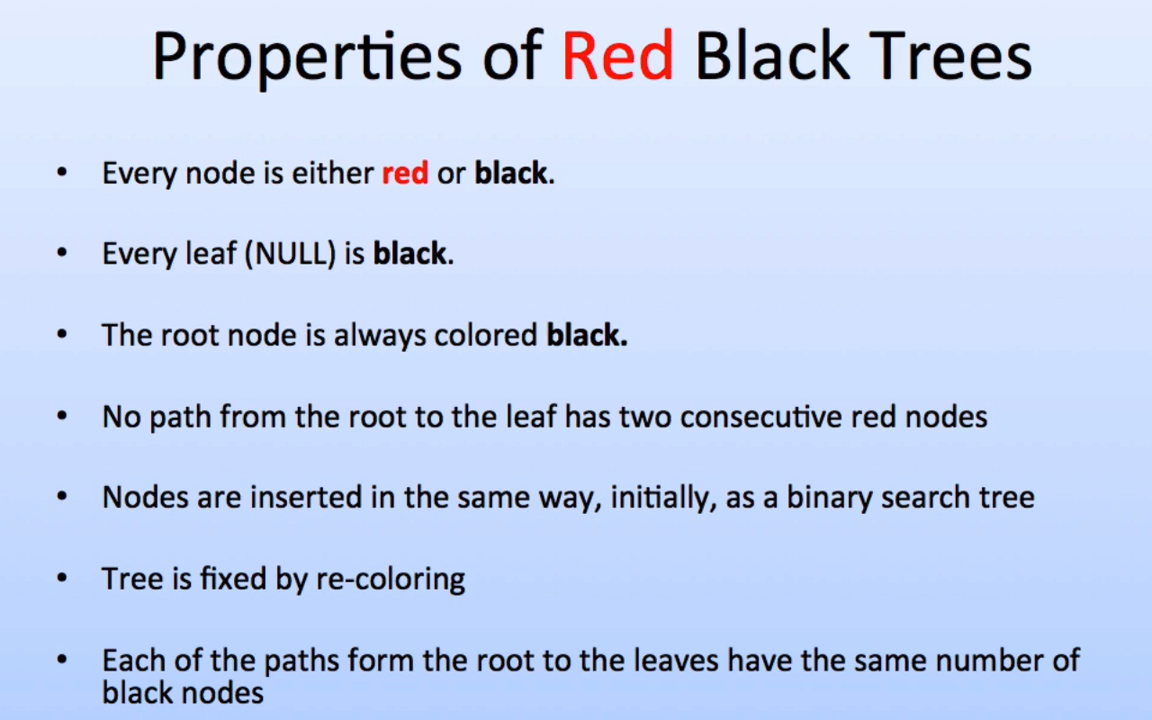 Properties of Red Black Trees
• Every node is either red or black.
• Every leaf (NULL) is black.
• The root node is always colored black.
• No path from the root to the leaf has two consecutive red nodes
• Nodes are inserted in the same way, initially, as a binary search tree
• Tree is fixed by re-coloring
• Each of the paths form the root to the leaves have the same number of
black nodes